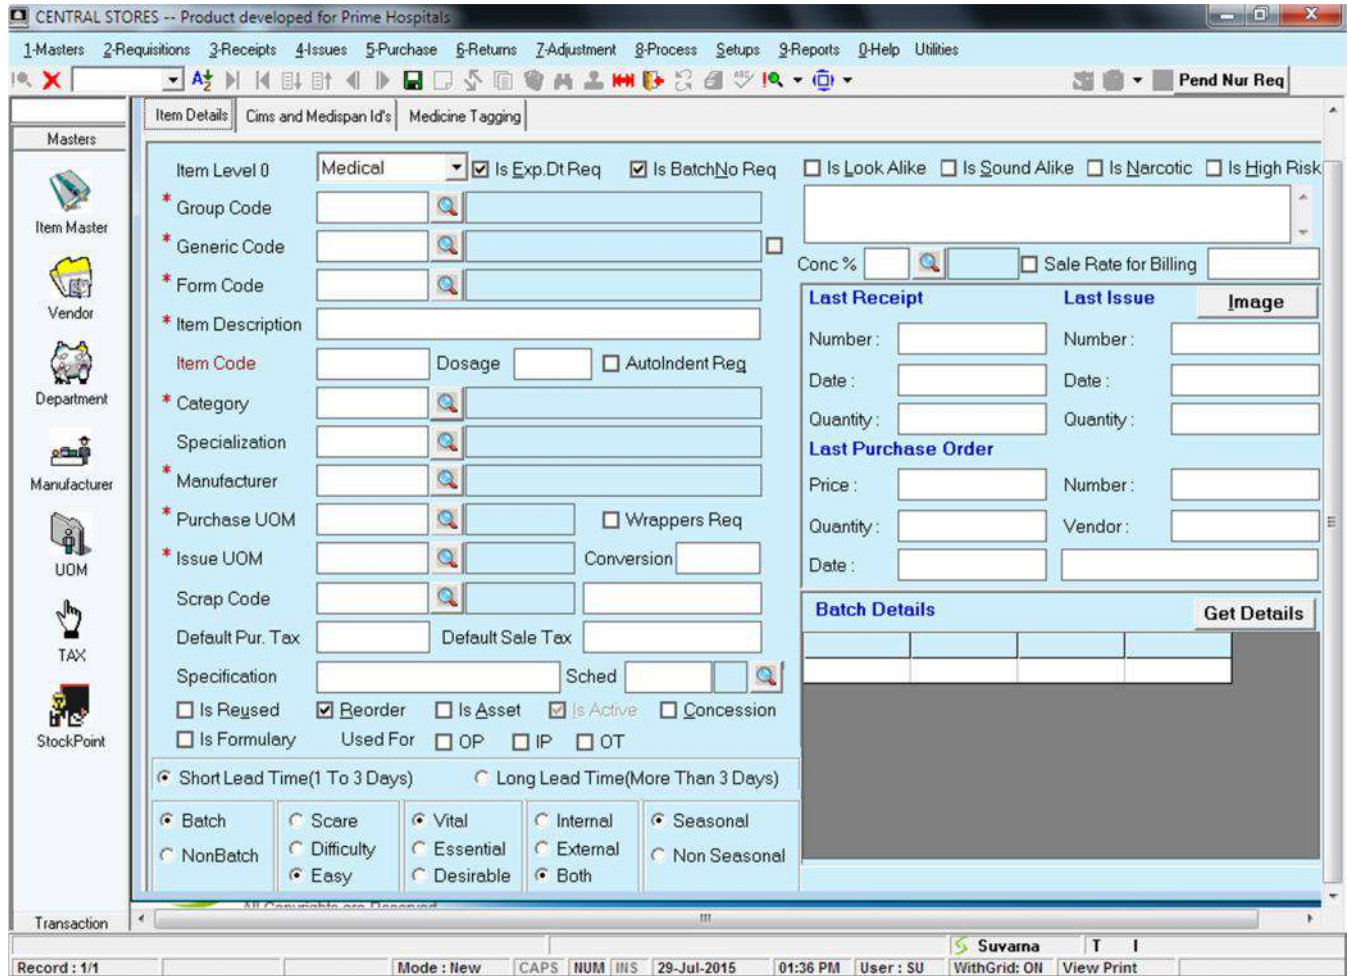 CENTRAL STORES -- Product developed for Prime Hospitals
1-Masters 2-Requisitions 3-Receipts 4-Issues 5-Purchase 6-Returns 7-Adjustment 8-Process Setups 9-Reports 0-Help Utilities
Pend Nur Req
Item Details Cims and Medispan Id's Medicine Tagging
Masters
Item Master
Vendor
Department
Manufacturer
UOM
TAX
StockPoint
Transaction
Item Level 0 Medical Is Exp.Dt Req Is BatchNo Req
* Group Code
* Generic Code
* Form Code
* Item Description
Item Code Dosage AutoIndent Req
* Category
Specialization
* Manufacturer
* Purchase UOM Wrappers Req
* Issue UOM Conversion
Scrap Code
Default Pur. Tax Default Sale Tax
Specification Sched
Is Reused Reorder Is Asset Is Active Concession
Is Formulary Used For OP IP OT
Short Lead Time(1 To 3 Days) Long Lead Time(More Than 3 Days)
Batch Scare Vital Internal Seasonal
NonBatch Difficulty Essential External Non Seasonal
Easy Desirable Both
Is Look Alike Is Sound Alike Is Narcotic Is High Risk
Conc % Sale Rate for Billing
Last Receipt Last Issue Image
Number : Number :
Date : Date :
Quantity : Quantity :
Last Purchase Order
Price : Number :
Quantity : Vendor :
Date :
Batch Details Get Details
All Copyrights are Reserved
Suvarna T I
Record : 1/1 Mode : New CAPS NUM INS 29-Jul-2015 01:36 PM User : SU WithGrid: ON View Print